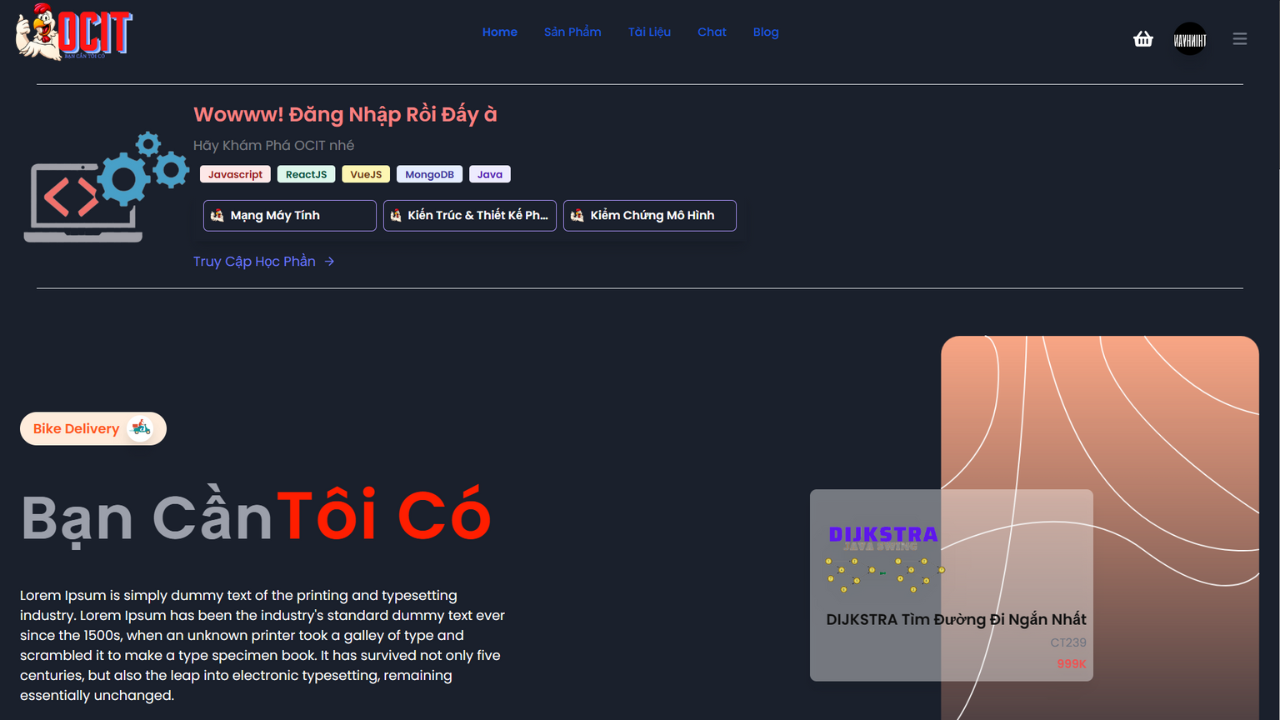 OCIT
BẠN CẦN TÔI CÓ
Home
Sản Phẩm
Tài Liệu
Chat
Blog
THINHVAN
Wowww! Đăng Nhập Rồi Đấy à
Hãy Khám Phá OCIT nhé
Javascript
ReactJS
VueJS
MongoDB
Java
Mạng Máy Tính
Kiến Trúc & Thiết Kế Ph...
Kiểm Chứng Mô Hình
Truy Cập Học Phần →
Bike Delivery
Bạn CầnTôi Có
Lorem Ipsum is simply dummy text of the printing and typesetting
industry. Lorem Ipsum has been the industry's standard dummy text ever
since the 1500s, when an unknown printer took a galley of type and
scrambled it to make a type specimen book. It has survived not only five
centuries, but also the leap into electronic typesetting, remaining
essentially unchanged.
DIJKSTRA
JAVA SWING
DIJKSTRA Tìm Đường Đi Ngắn Nhất
CT239
999K